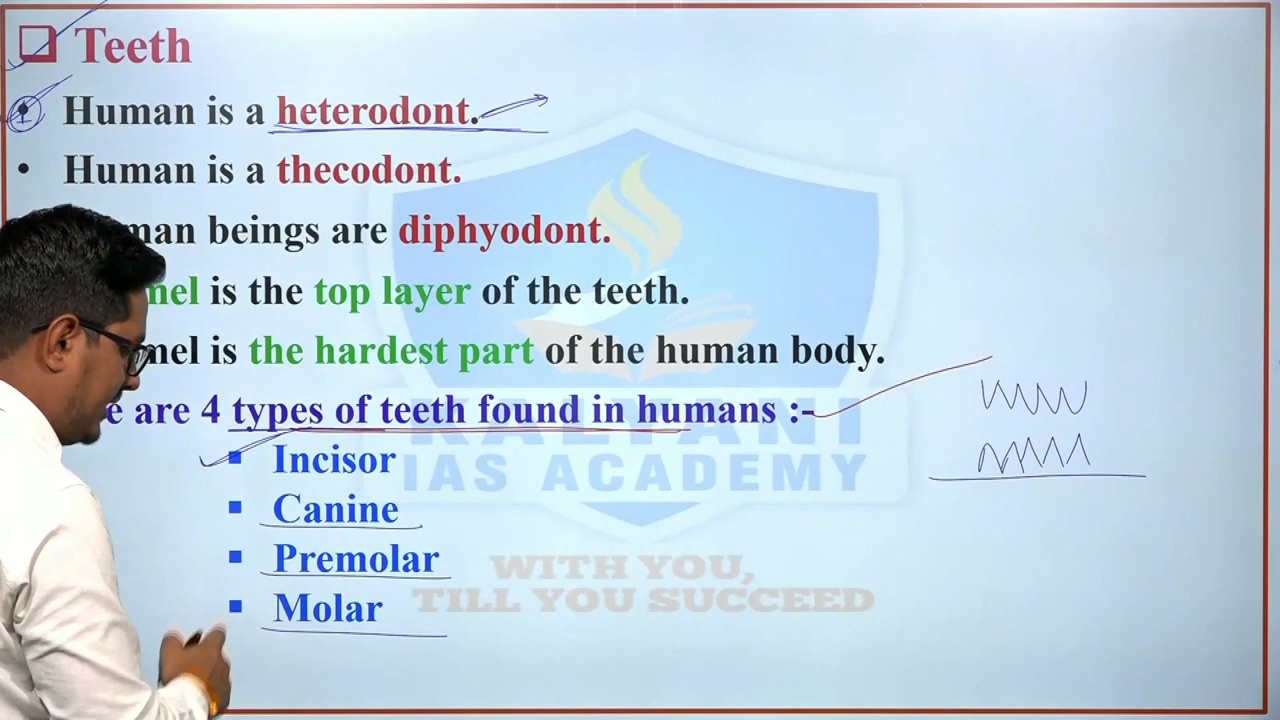 Teeth
Human is a heterodont.
Human is a thecodont.
man beings are diphyodont.
mel is the top layer of the teeth.
mel is the hardest part of the human body.
e are 4 types of teeth found in humans :-
Incisor
Canine
Premolar
Molar
KALYANI
IAS ACADEMY
WITH YOU,
TILL YOU SUCCEED